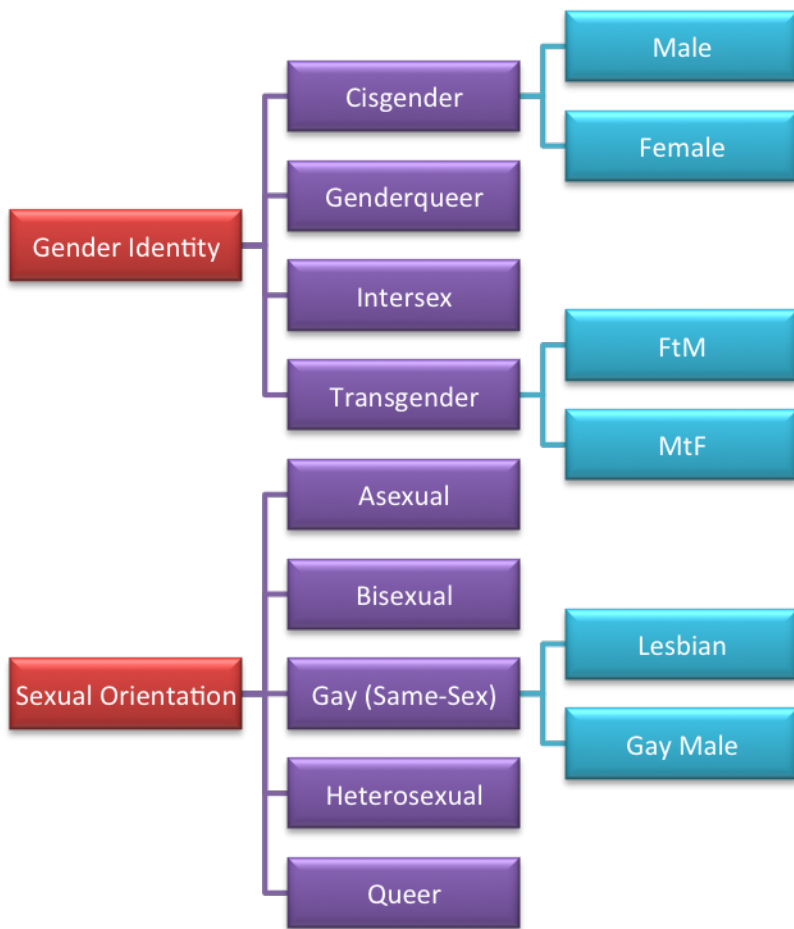 Gender Identity
Cisgender
Male
Female
Genderqueer
Intersex
Transgender
FtM
MtF
Sexual Orientation
Asexual
Bisexual
Gay (Same-Sex)
Lesbian
Gay Male
Heterosexual
Queer